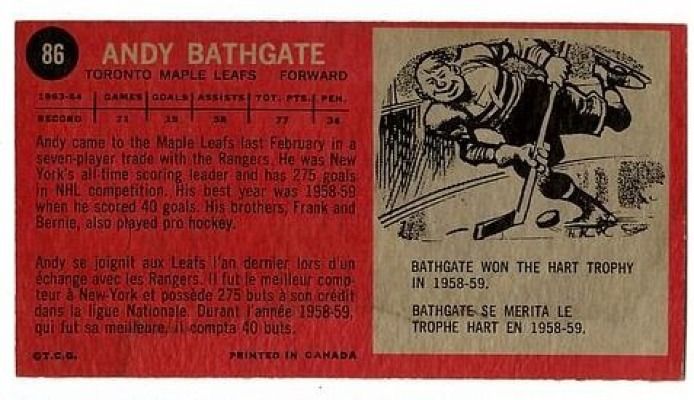 86
ANDY BATHGATE
TORONTO MAPLE LEAFS FORWARD
1963-64 GAMES GOALS ASSISTS TOT. PTS. PEN.
RECORD 71 19 58 77 34
Andy came to the Maple Leafs last February in a
seven-player trade with the Rangers. He was New
York's all-time scoring leader and has 275 goals
in NHL competition. His best year was 1958-59
when he scored 40 goals. His brothers, Frank and
Bernie, also played pro hockey.
Andy se joignit aux Leafs l'an dernier lors d'un
échange avec les Rangers. Il fut le meilleur comp-
teur à New-York et possède 275 buts à son crédit
dans la ligue Nationale. Durant l'année 1958-59,
qui fut sa meilleure, il compta 40 buts.
©T.C.G. PRINTED IN CANADA
BATHGATE WON THE HART TROPHY
IN 1958-59.
BATHGATE SE MERITA LE
TROPHE HART EN 1958-59.